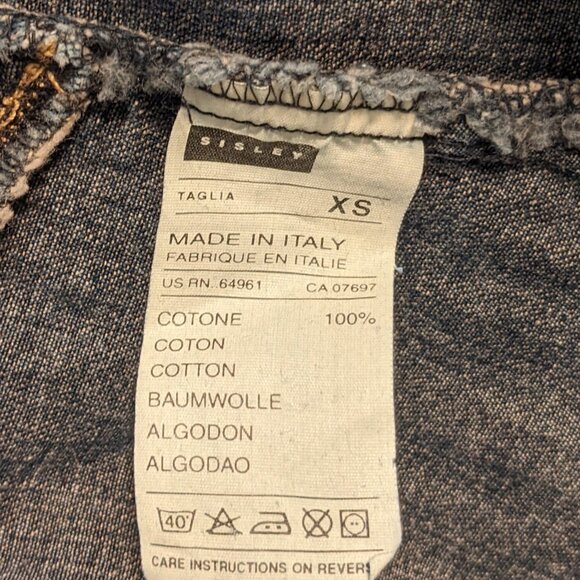 SISLEY
TAGLIA XS
MADE IN ITALY
FABRIQUE EN ITALIE
US RN. 64961 CA 07697
COTONE 100%
COTON
COTTON
BAUMWOLLE
ALGODON
ALGODAO
40°
CARE INSTRUCTIONS ON REVERS